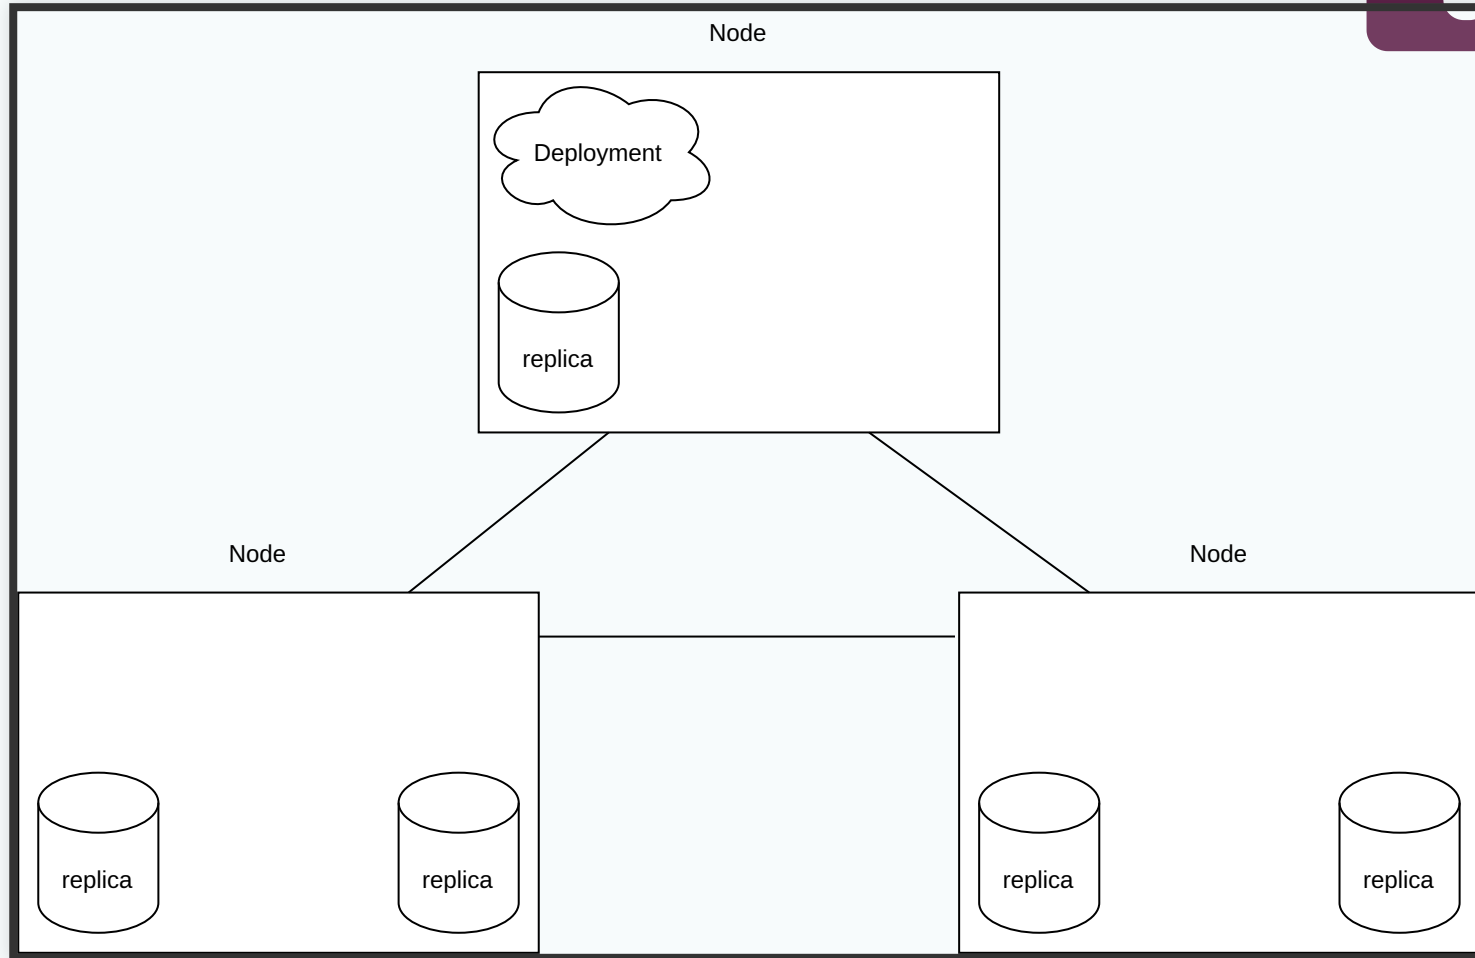 Node
Deployment
replica
Node
Node
replica
replica
replica
replica